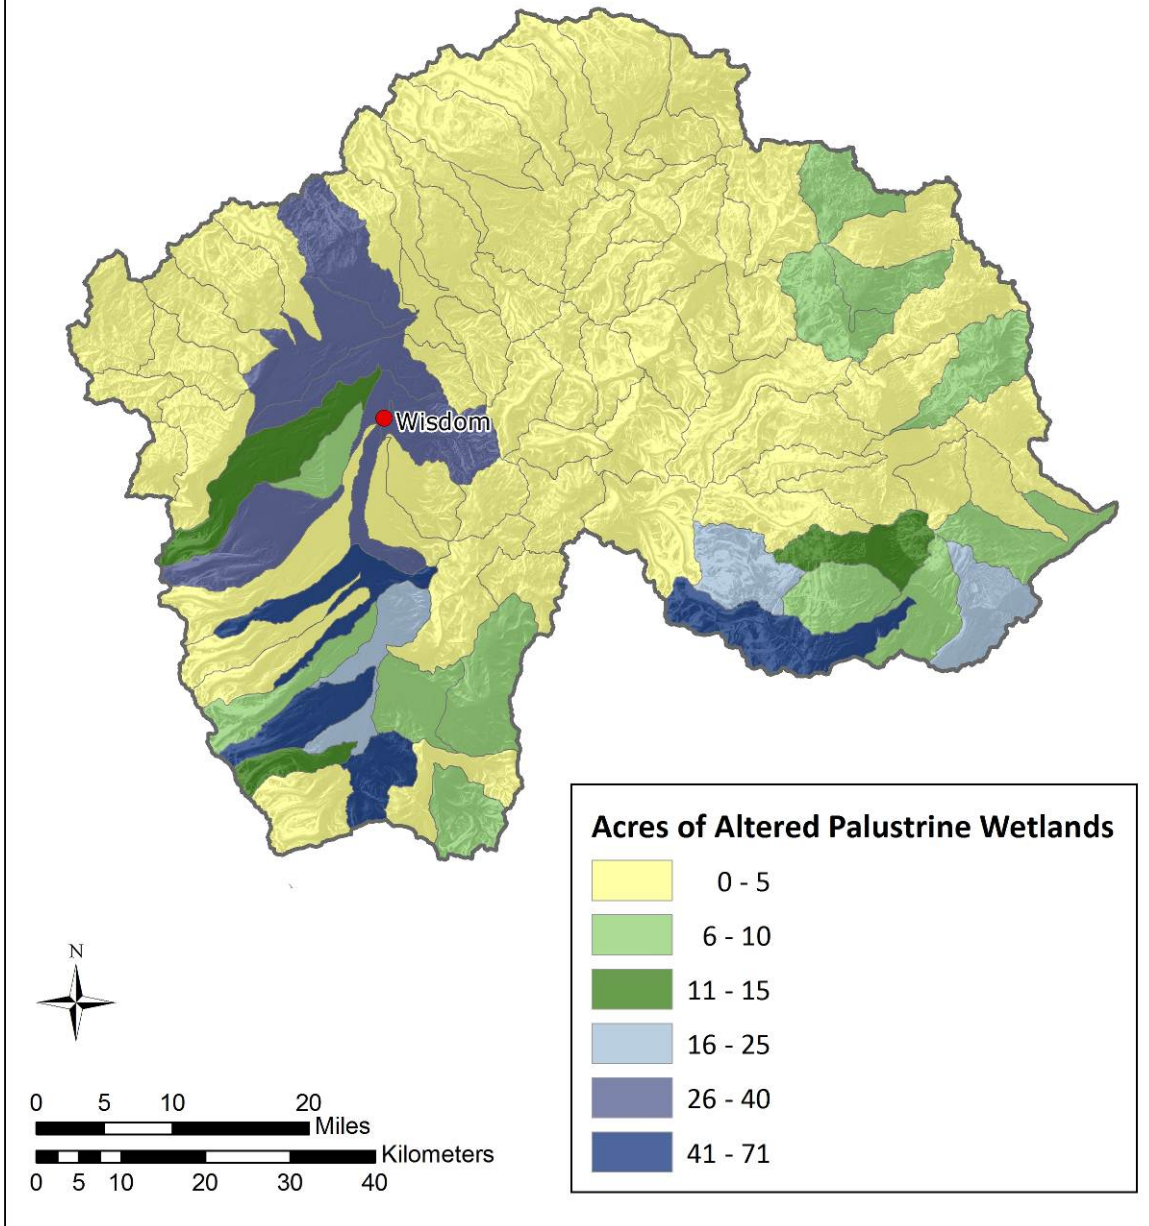 Wisdom
Acres of Altered Palustrine Wetlands
0 - 5
6 - 10
11 - 15
16 - 25
26 - 40
41 - 71
N
0 5 10 20
Miles
Kilometers
0 5 10 20 30 40